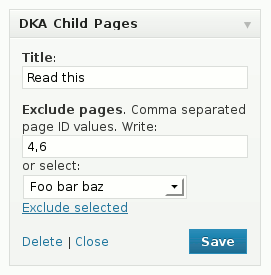 DKA Child Pages
Title:
Read this
Exclude pages. Comma separated
page ID values. Write:
4,6
or select:
Foo bar baz
Exclude selected
Delete | Close
Save